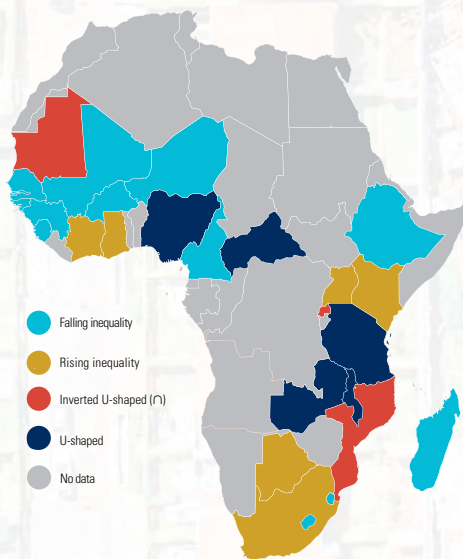 Falling inequality
Rising inequality
Inverted U-shaped (∩)
U-shaped
No data